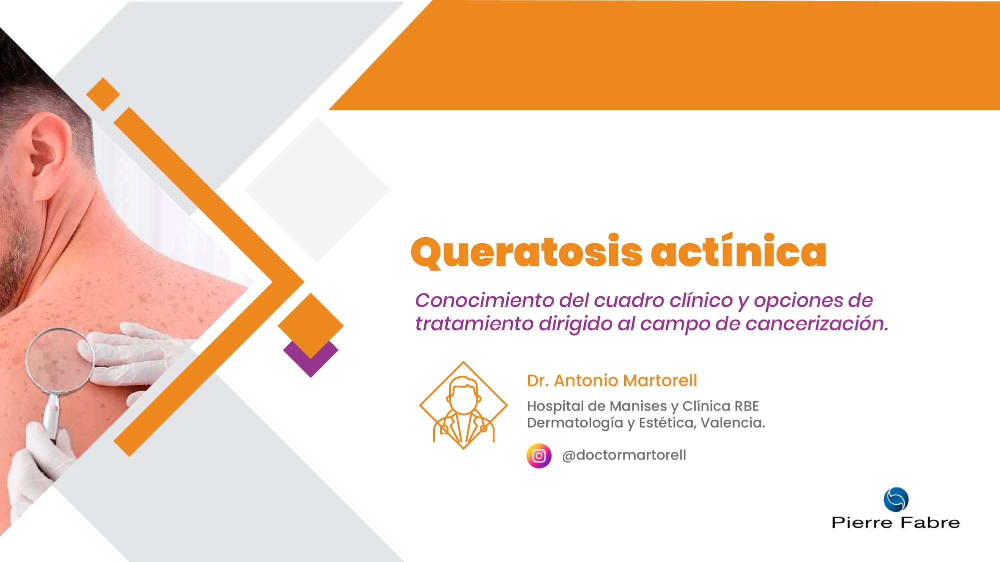 Queratosis actínica
Conocimiento del cuadro clínico y opciones de
tratamiento dirigido al campo de cancerización.
Dr. Antonio Martorell
Hospital de Manises y Clínica RBE
Dermatología y Estética, Valencia.
@doctormartorell
Pierre Fabre